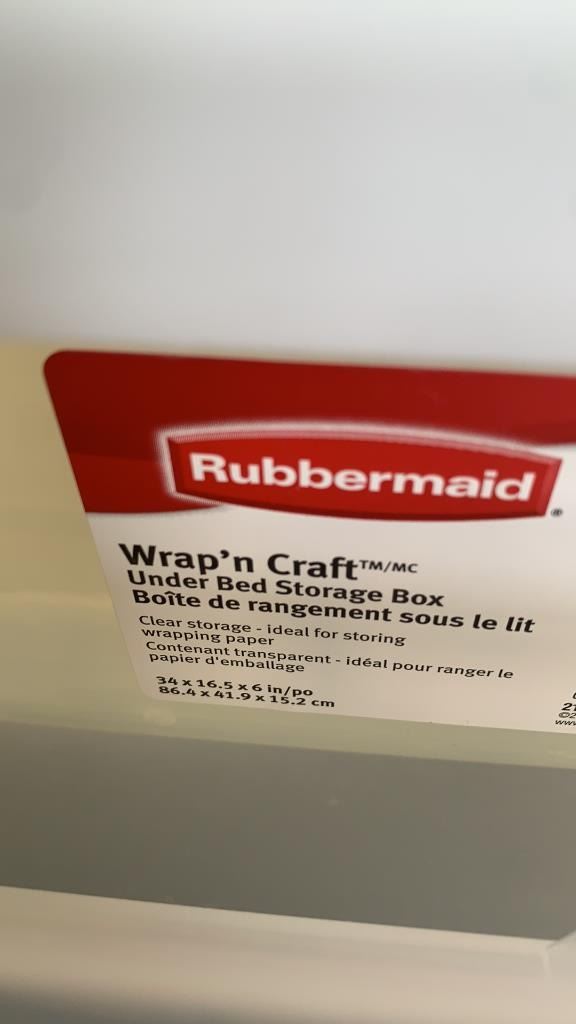 Rubbermaid®
Wrap'n Craft™/MC
Under Bed Storage Box
Boîte de rangement sous le lit
Clear storage - ideal for storing
wrapping paper
Contenant transparent - idéal pour ranger le
papier d'emballage
34 x 16.5 x 6 in/po
86.4 x 41.9 x 15.2 cm